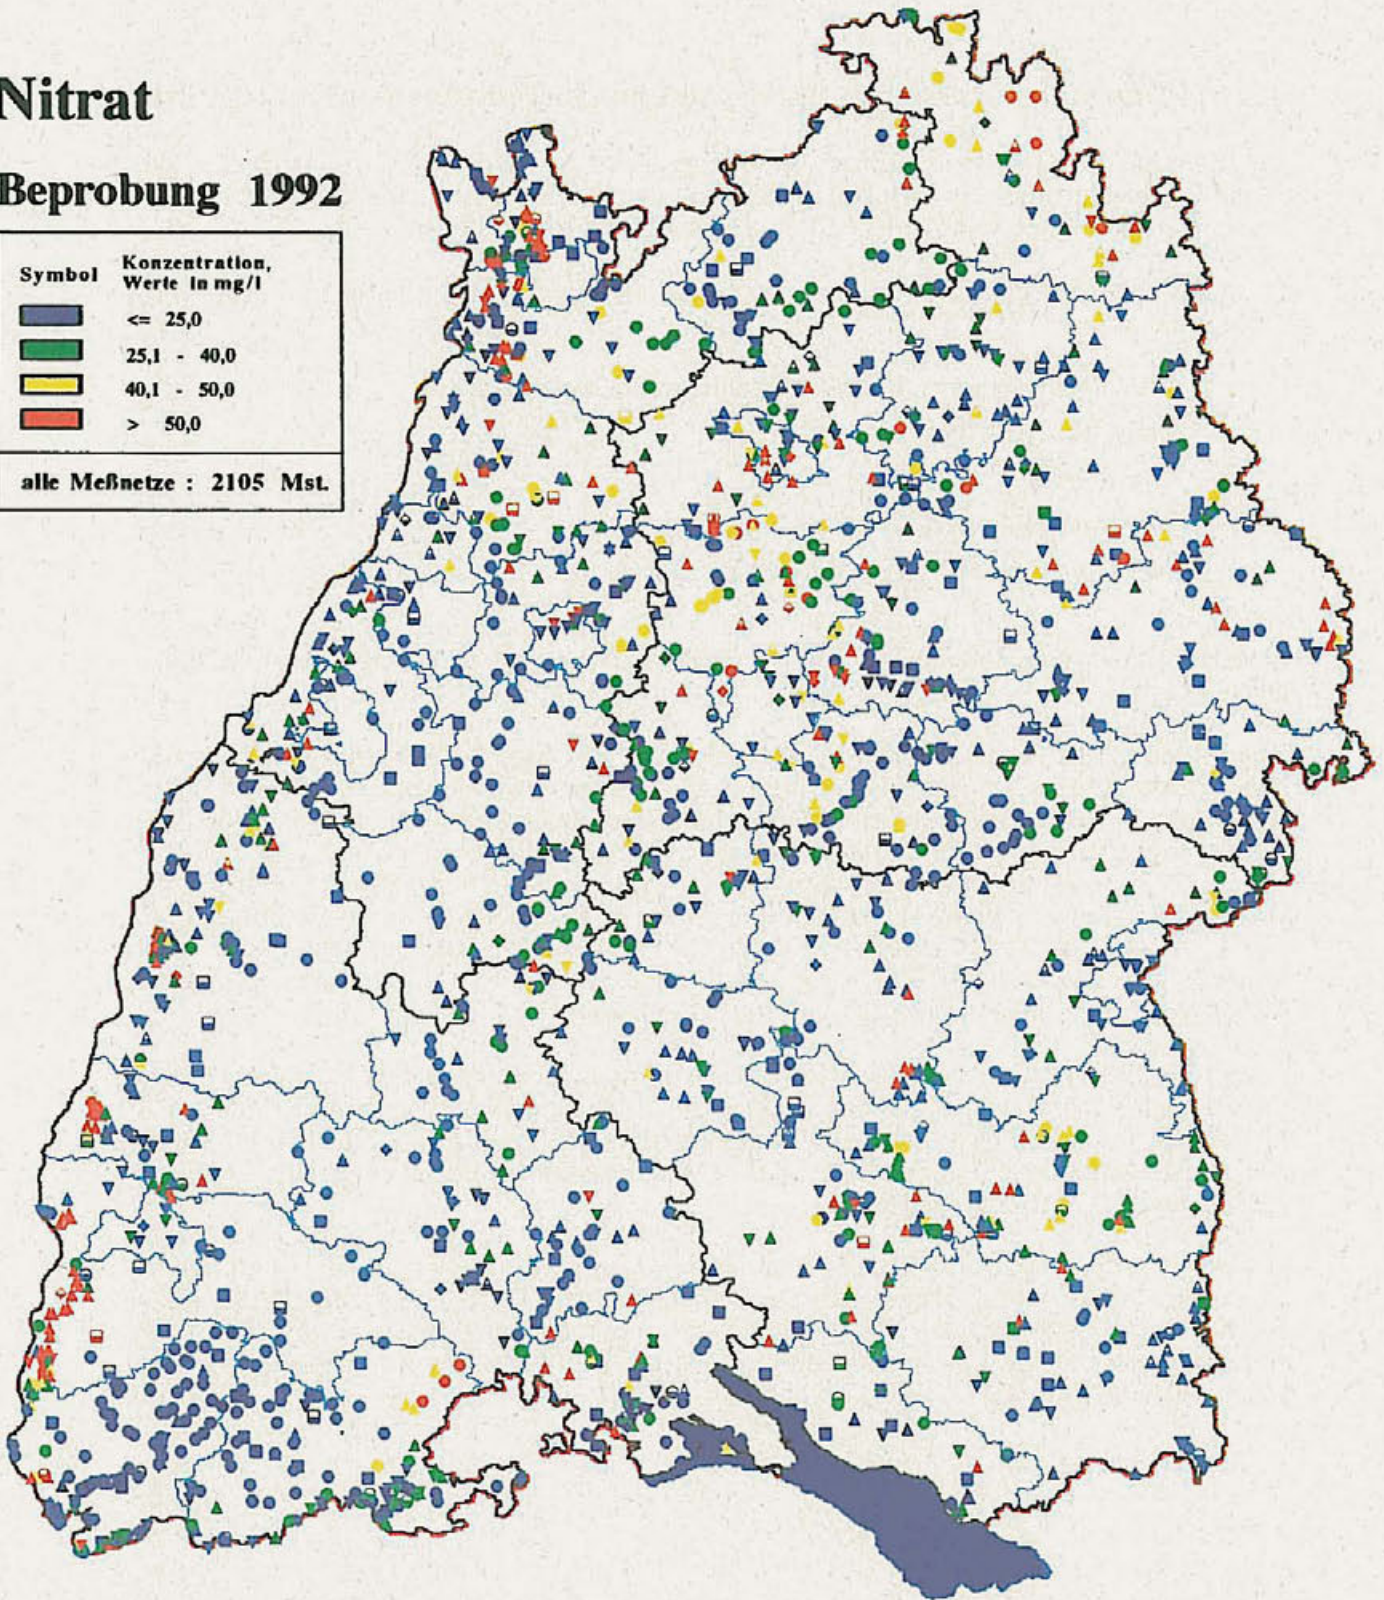 Nitrat
Beprobung 1992
Symbol Konzentration,
Werte in mg/l
<= 25,0
25,1 - 40,0
40,1 - 50,0
> 50,0
alle Meßnetze : 2105 Mst.